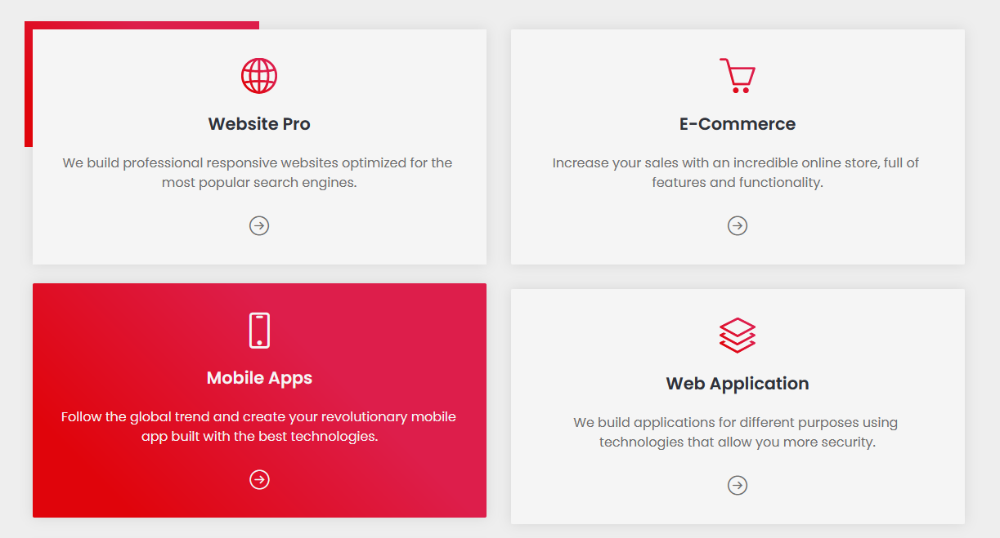 Website Pro
We build professional responsive websites optimized for the
most popular search engines.
E-Commerce
Increase your sales with an incredible online store, full of
features and functionality.
Mobile Apps
Follow the global trend and create your revolutionary mobile
app built with the best technologies.
Web Application
We build applications for different purposes using
technologies that allow you more security.